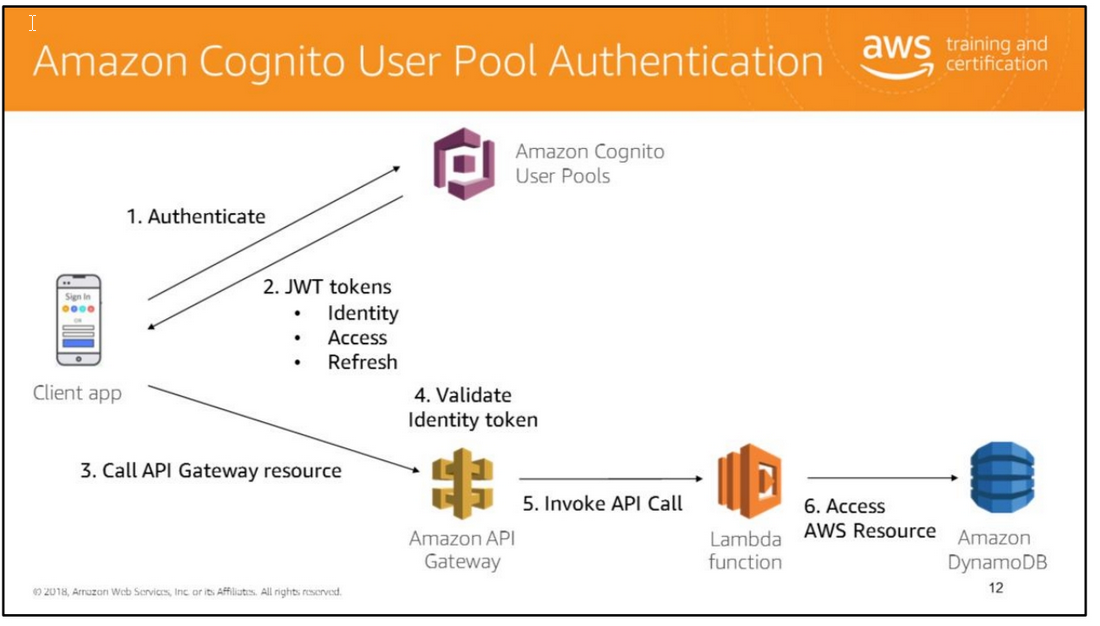 Amazon Cognito User Pool Authentication
aws training and
certification
Amazon Cognito
User Pools
1. Authenticate
2. JWT tokens
• Identity
• Access
• Refresh
Sign In
OR
Client app
4. Validate
Identity token
3. Call API Gateway resource
5. Invoke API Call
6. Access
AWS Resource
Amazon API
Gateway
Lambda
function
Amazon
DynamoDB
© 2018, Amazon Web Services, Inc. or its Affiliates. All rights reserved.
12